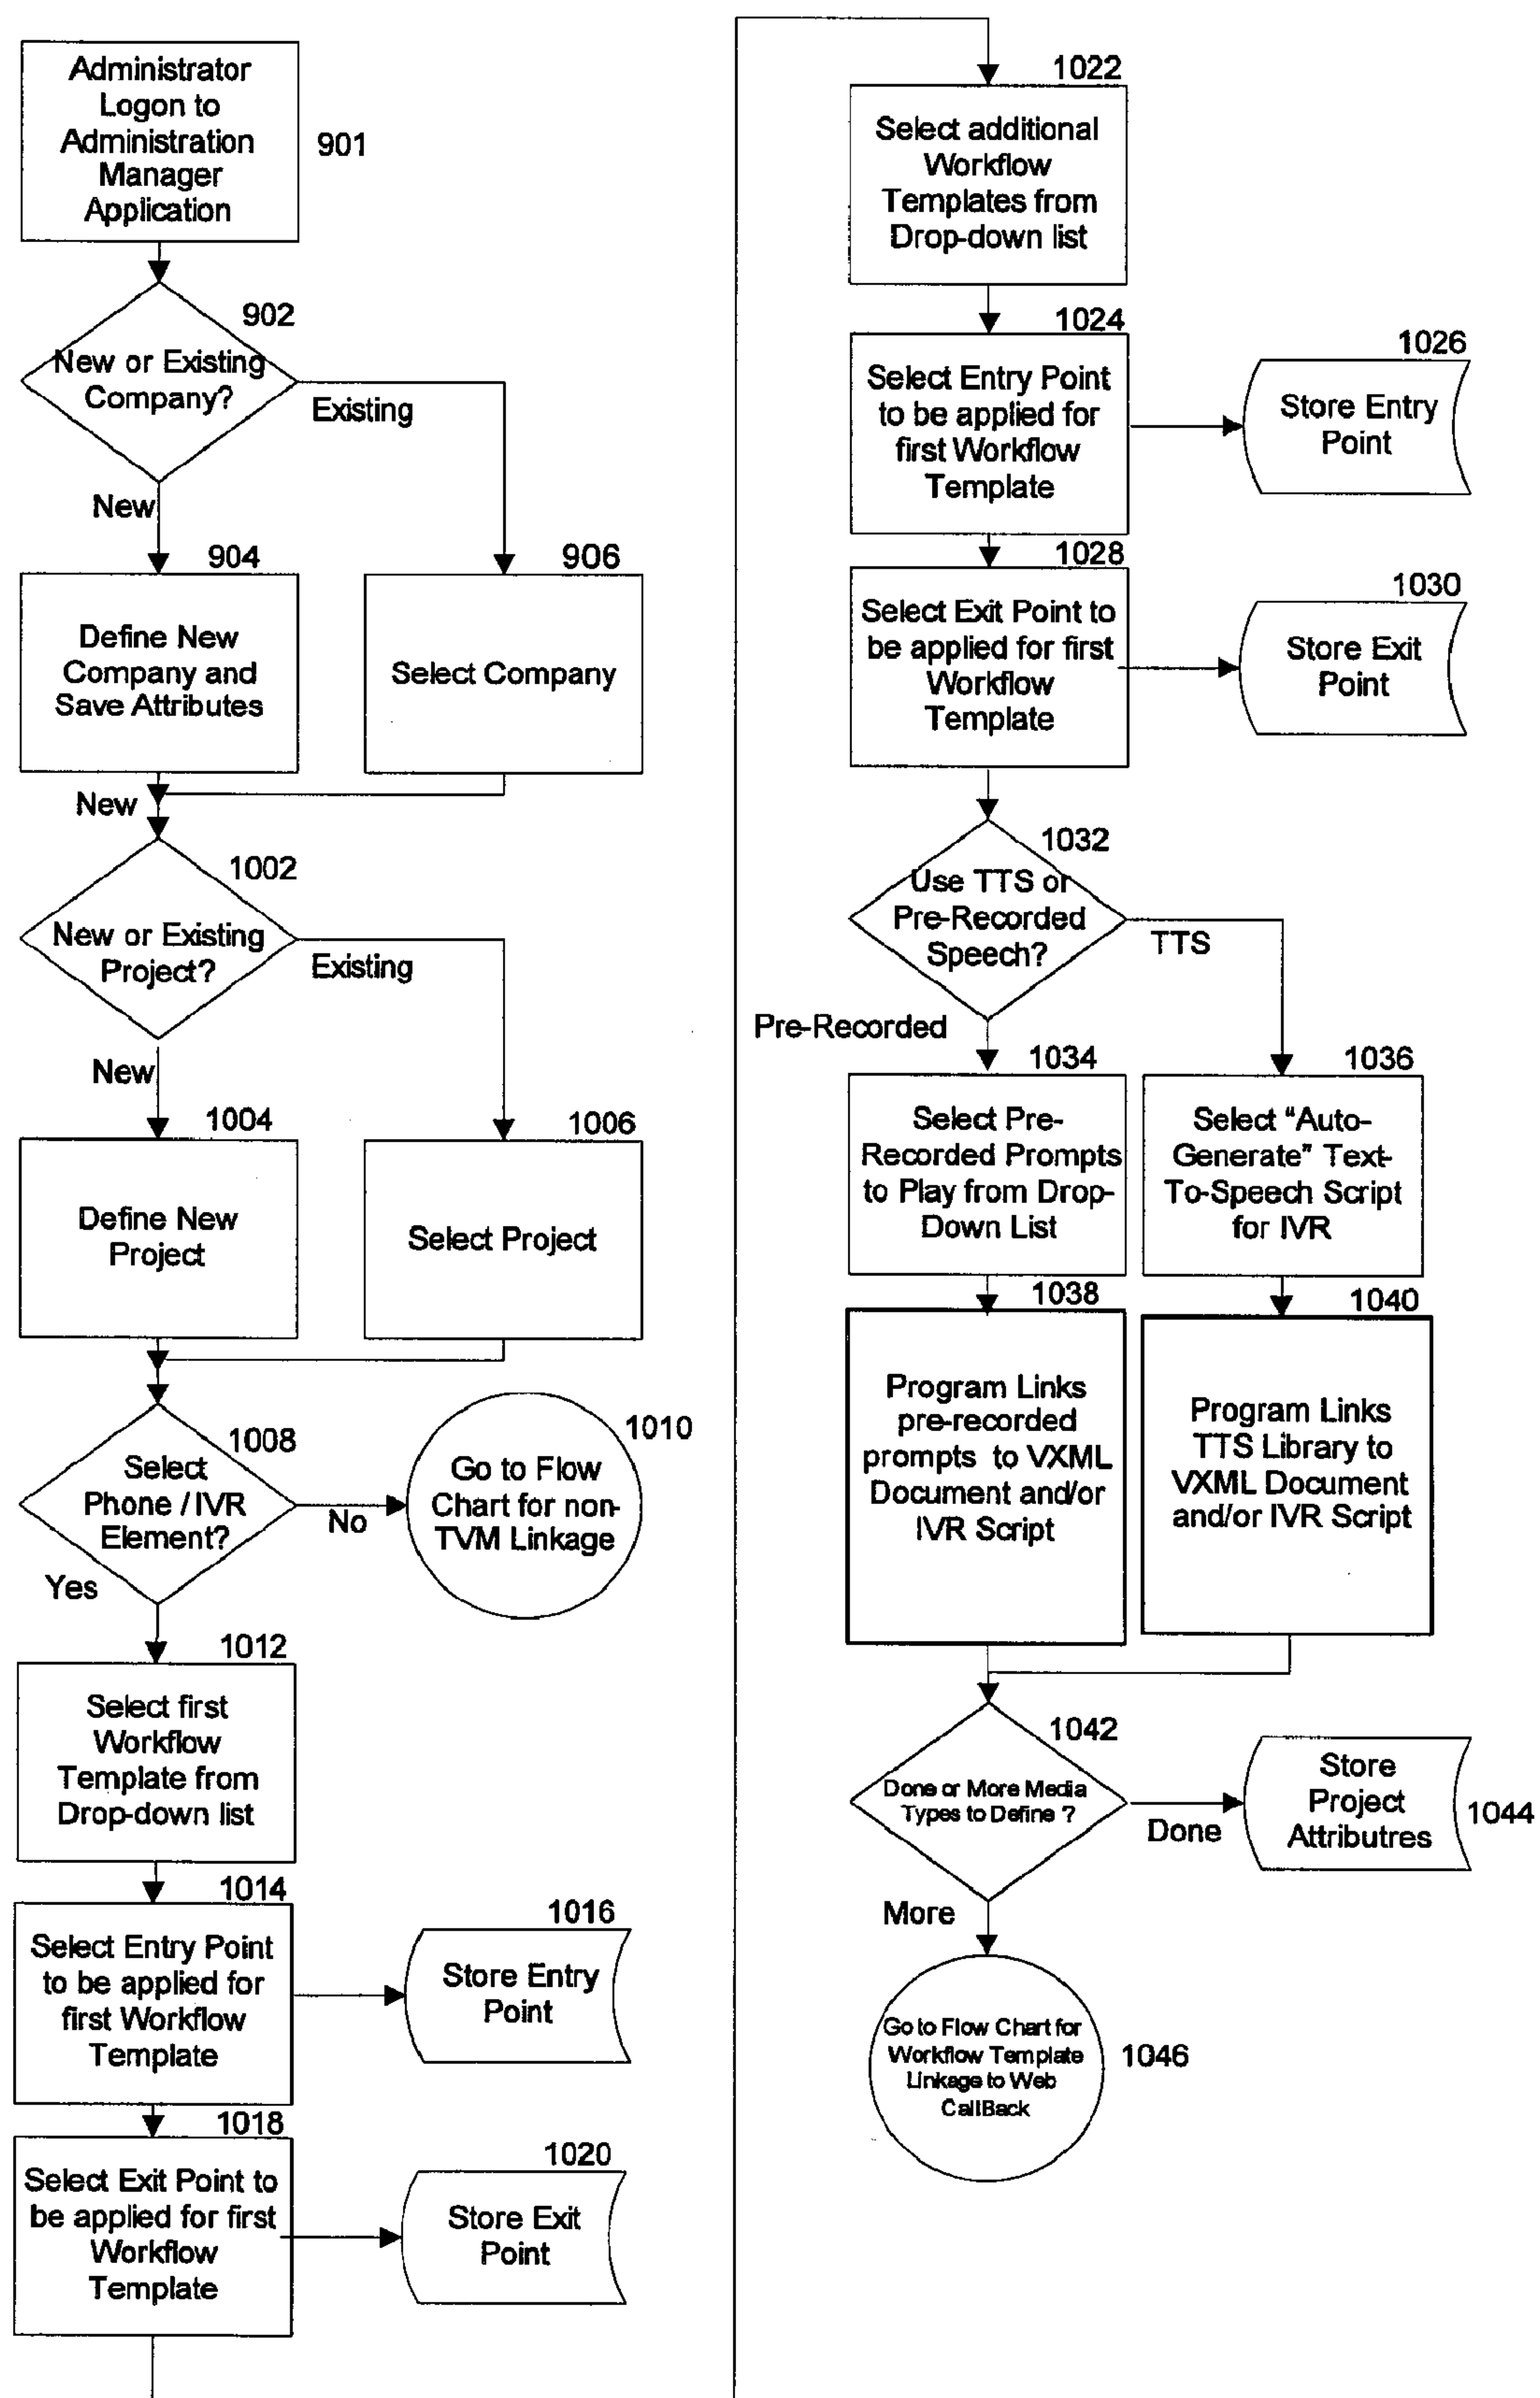 Administrator
Logon to
Administration
Manager
Application
901
902
New or Existing
Company?
Existing
New
904
Define New
Company and
Save Attributes
906
Select Company
New
1002
New or Existing
Project?
Existing
New
1004
Define New
Project
1006
Select Project
1008
Select
Phone / IVR
Element?
No
Yes
1010
Go to Flow
Chart for non-
TVM Linkage
1012
Select first
Workflow
Template from
Drop-down list
1014
Select Entry Point
to be applied for
first Workflow
Template
1016
Store Entry
Point
1018
Select Exit Point to
be applied for first
Workflow
Template
1020
Store Exit
Point
1022
Select additional
Workflow
Templates from
Drop-down list
1024
Select Entry Point
to be applied for
first Workflow
Template
1026
Store Entry
Point
1028
Select Exit Point to
be applied for first
Workflow
Template
1030
Store Exit
Point
1032
Use TTS or
Pre-Recorded
Speech?
TTS
Pre-Recorded
1034
Select Pre-
Recorded Prompts
to Play from Drop-
Down List
1036
Select "Auto-
Generate" Text-
To-Speech Script
for IVR
1038
Program Links
pre-recorded
prompts to VXML
Document and/or
IVR Script
1040
Program Links
TTS Library to
VXML Document
and/or IVR Script
1042
Done or More Media
Types to Define ?
Done
More
Store
Project
Attributres
1044
Go to Flow Chart for
Workflow Template
Linkage to Web
CallBack
1046